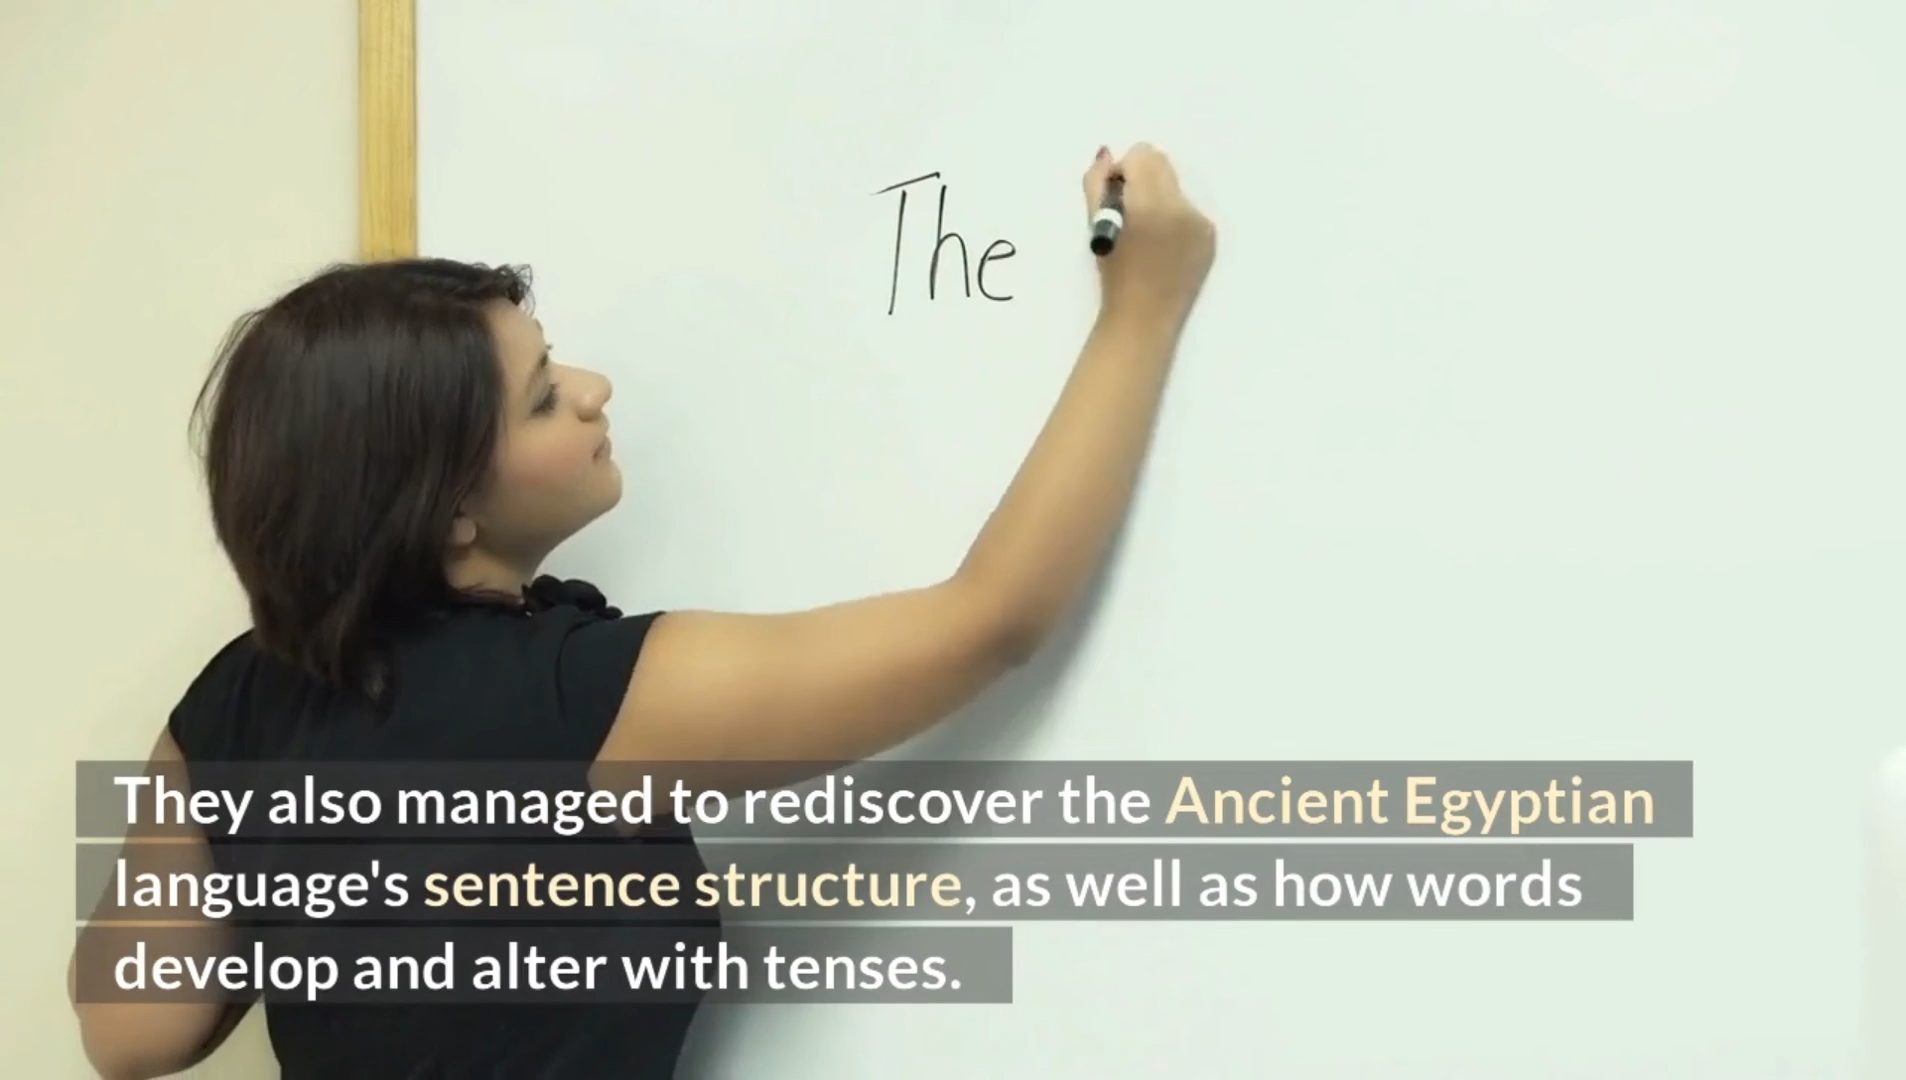 The
They also managed to rediscover the Ancient Egyptian
language's sentence structure, as well as how words
develop and alter with tenses.